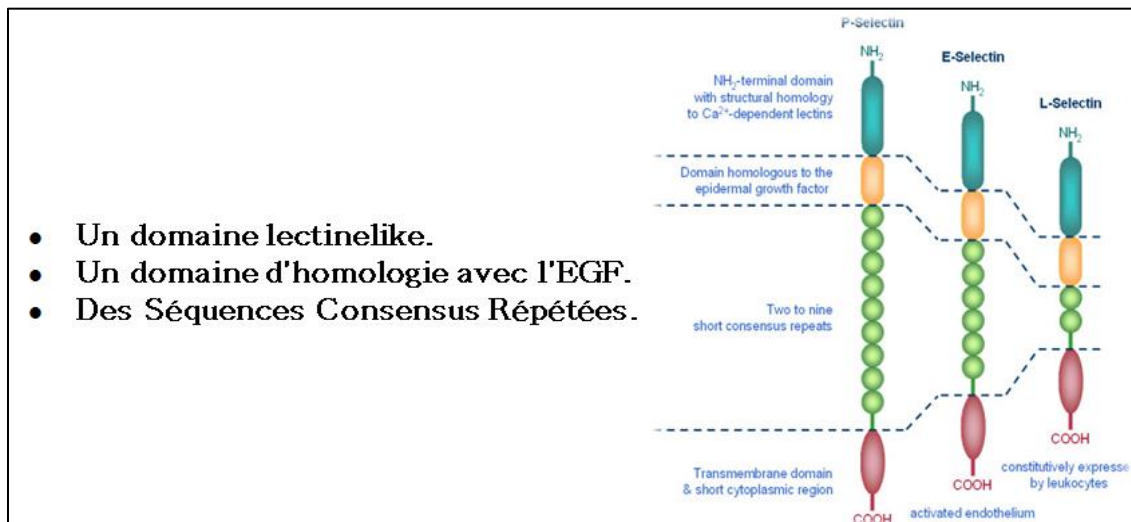 • Un domaine lectinelike.
• Un domaine d'homologie avec l'EGF.
• Des Séquences Consensus Répétées.
P-Selectin
NH2
E-Selectin
NH2
L-Selectin
NH2
NH2-terminal domain
with structural homology
to Ca2+-dependent lectins
Domain homologous to the
epidermal growth factor
Two to nine
short consensus repeats
Transmembrane domain
& short cytoplasmic region
COOH
COOH
activated endothelium
COOH
constitutively expresse
by leukocytes